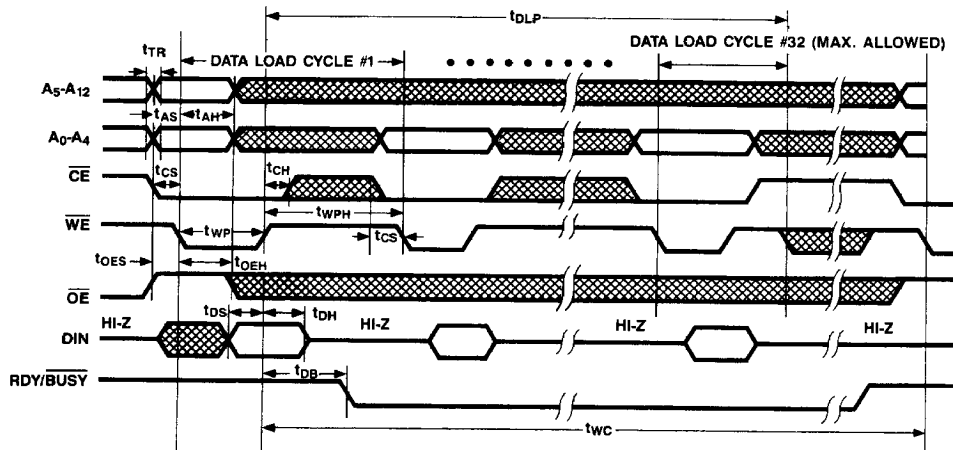 tDLP
tTR
DATA LOAD CYCLE #1
DATA LOAD CYCLE #32 (MAX. ALLOWED)
A5-A12
tAS
tAH
A0-A4
tCS
tCH
CE
tWPH
WE
tWP
tCS
tOES
tOEH
OE
tDS
tDH
HI-Z
HI-Z
HI-Z
HI-Z
DIN
tDB
RDY/BUSY
tWC